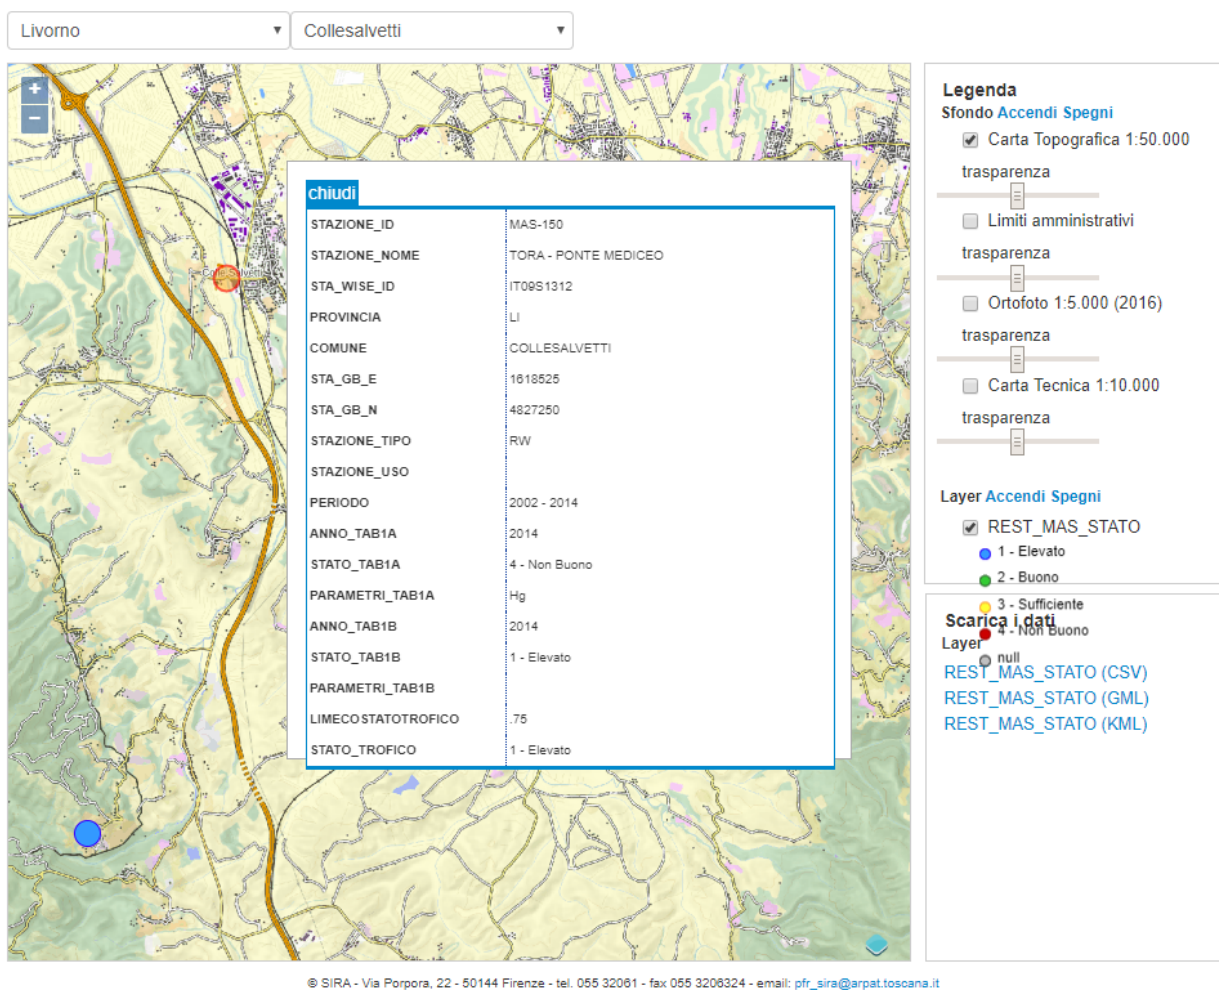 Livorno
Collesalvetti
+
−
Colle Salvetti
chiudi
STAZIONE_ID MAS-150
STAZIONE_NOME TORA - PONTE MEDICEO
STA_WISE_ID IT09S1312
PROVINCIA LI
COMUNE COLLESALVETTI
STA_GB_E 1618525
STA_GB_N 4827250
STAZIONE_TIPO RW
STAZIONE_USO
PERIODO 2002 - 2014
ANNO_TAB1A 2014
STATO_TAB1A 4 - Non Buono
PARAMETRI_TAB1A Hg
ANNO_TAB1B 2014
STATO_TAB1B 1 - Elevato
PARAMETRI_TAB1B
LIMECOSTATOTROFICO .75
STATO_TROFICO 1 - Elevato
Legenda
Sfondo Accendi Spegni
Carta Topografica 1:50.000
trasparenza
Limiti amministrativi
trasparenza
Ortofoto 1:5.000 (2016)
trasparenza
Carta Tecnica 1:10.000
trasparenza
Layer Accendi Spegni
REST_MAS_STATO
1 - Elevato
2 - Buono
3 - Sufficiente
4 - Non Buono
null
Scarica i dati
Layer
REST_MAS_STATO (CSV)
REST_MAS_STATO (GML)
REST_MAS_STATO (KML)
© SIRA - Via Porpora, 22 - 50144 Firenze - tel. 055 32061 - fax 055 3206324 - email: pfr_sira@arpat.toscana.it